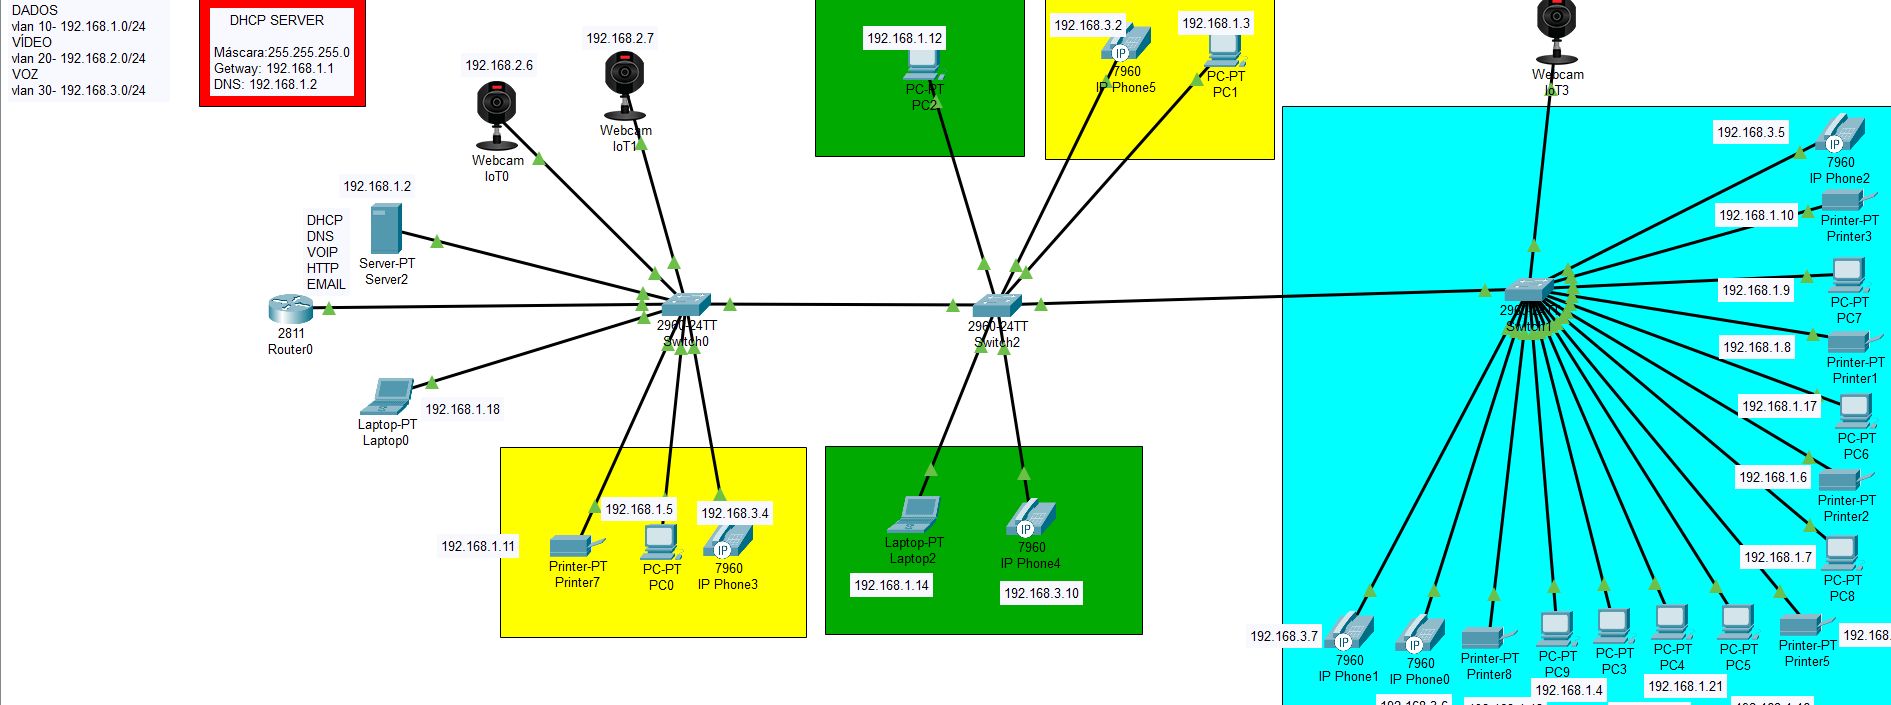 DADOS
vlan 10- 192.168.1.0/24
VÍDEO
vlan 20- 192.168.2.0/24
VOZ
vlan 30- 192.168.3.0/24
DHCP SERVER
Máscara:255.255.255.0
Getway: 192.168.1.1
DNS: 192.168.1.2
192.168.2.6
Webcam
IoT0
192.168.2.7
Webcam
IoT1
192.168.1.12
PC-PT
PC2
192.168.3.2
IP
7960
IP Phone5
192.168.1.3
PC-PT
PC1
Webcam
IoT3
192.168.1.2
DHCP
DNS
VOIP
HTTP
EMAIL
Server-PT
Server2
2811
Router0
2960-24TT
Switch0
2960-24TT
Switch2
2960-24TT
Switch1
Laptop-PT
Laptop0
192.168.1.18
192.168.1.11
Printer-PT
Printer7
192.168.1.5
PC-PT
PC0
192.168.3.4
IP
7960
IP Phone3
Laptop-PT
Laptop2
192.168.1.14
IP
7960
IP Phone4
192.168.3.10
192.168.3.5
IP
7960
IP Phone2
192.168.1.10
Printer-PT
Printer3
192.168.1.9
PC-PT
PC7
192.168.1.8
Printer-PT
Printer1
192.168.1.17
PC-PT
PC6
192.168.1.6
Printer-PT
Printer2
192.168.1.7
PC-PT
PC8
192.168.3.7
IP
7960
IP Phone1
IP
7960
IP Phone0
Printer-PT
Printer8
PC-PT
PC9
192.168.1.4
PC-PT
PC3
PC-PT
PC4
192.168.1.21
PC-PT
PC5
Printer-PT
Printer5
192.168.